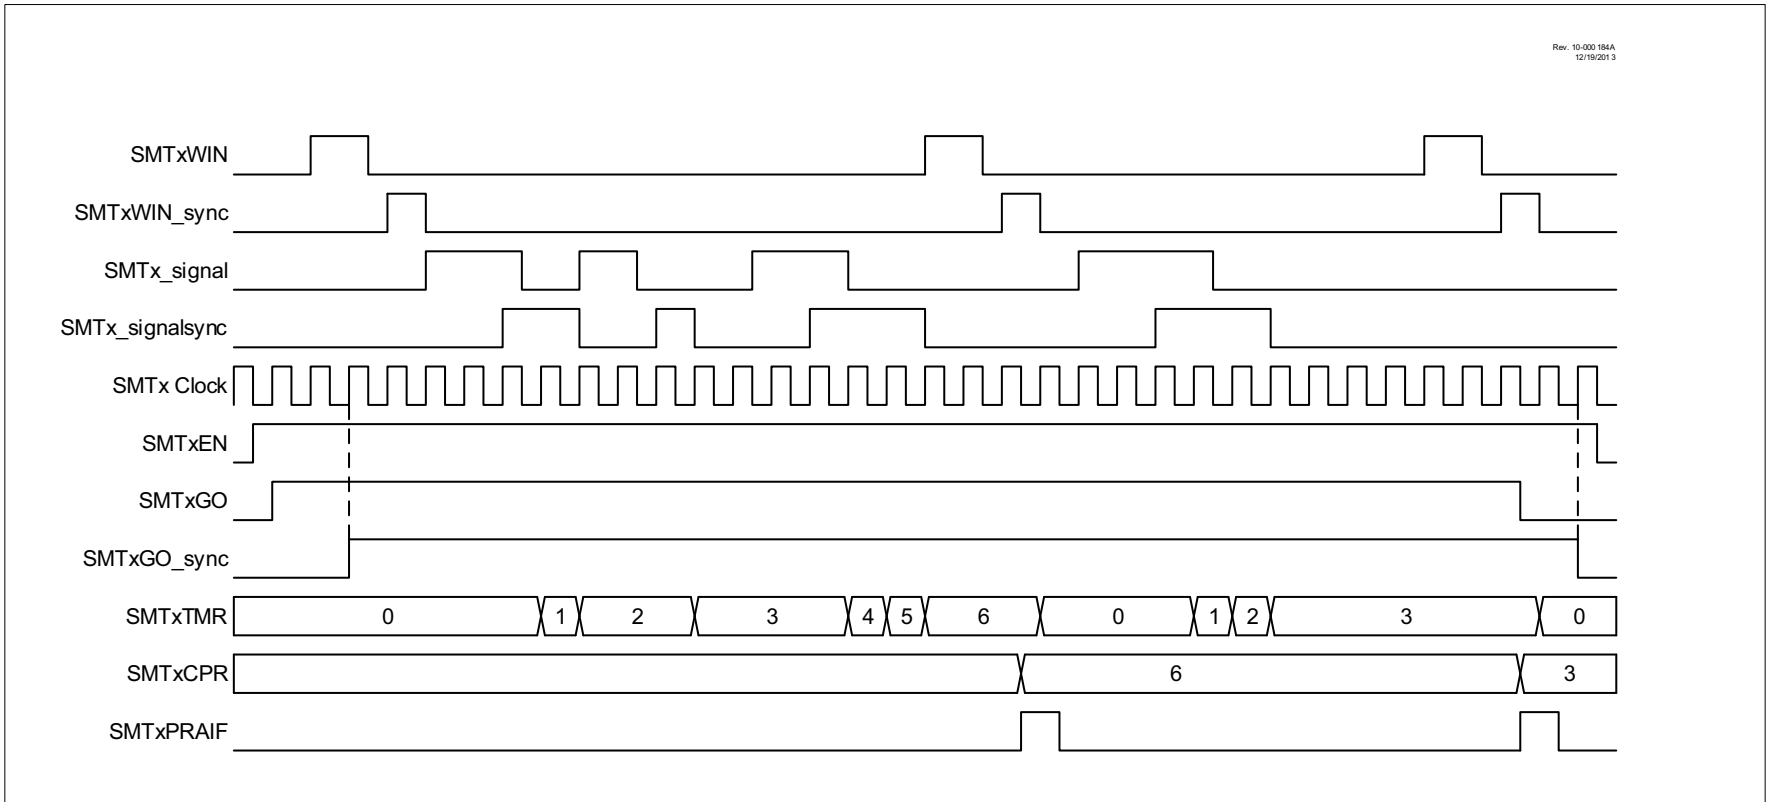 Rev. 10-000 184A
12/19/201 3
SMTxWIN
SMTxWIN_sync
SMTx_signal
SMTx_signalsync
SMTx Clock
SMTxEN
SMTxGO
SMTxGO_sync
SMTxTMR 0 1 2 3 4 5 6 0 1 2 3 0
SMTxCPR 6 3
SMTxPRAIF